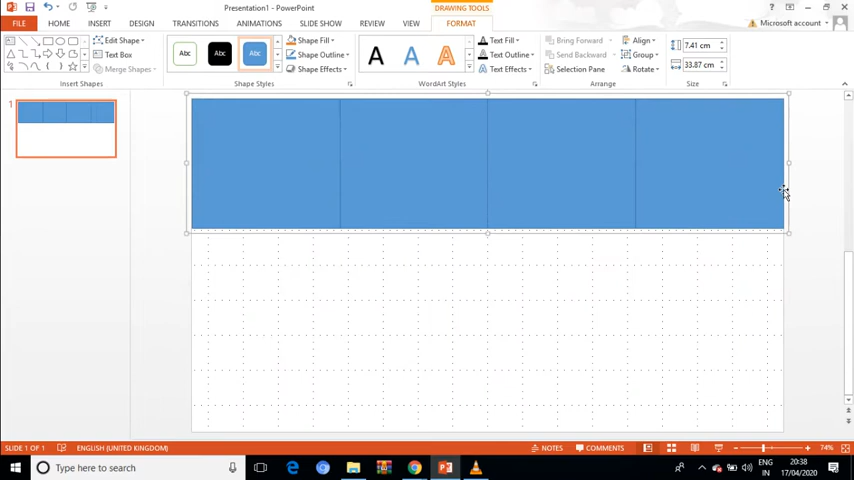 Presentation1 - PowerPoint
DRAWING TOOLS
FILE HOME INSERT DESIGN TRANSITIONS ANIMATIONS SLIDE SHOW REVIEW VIEW FORMAT
Microsoft account
Edit Shape
Text Box
Merge Shapes
Insert Shapes
Abc Abc Abc
Shape Fill
Shape Outline
Shape Effects
Shape Styles
A A A
Text Fill
Text Outline
Text Effects
WordArt Styles
Bring Forward
Send Backward
Selection Pane
Align
Group
Rotate
Arrange
7.41 cm
33.87 cm
Size
1
SLIDE 1 OF 1
ENGLISH (UNITED KINGDOM)
NOTES
COMMENTS
74%
Type here to search
ENG
IN
20:38
17/04/2020